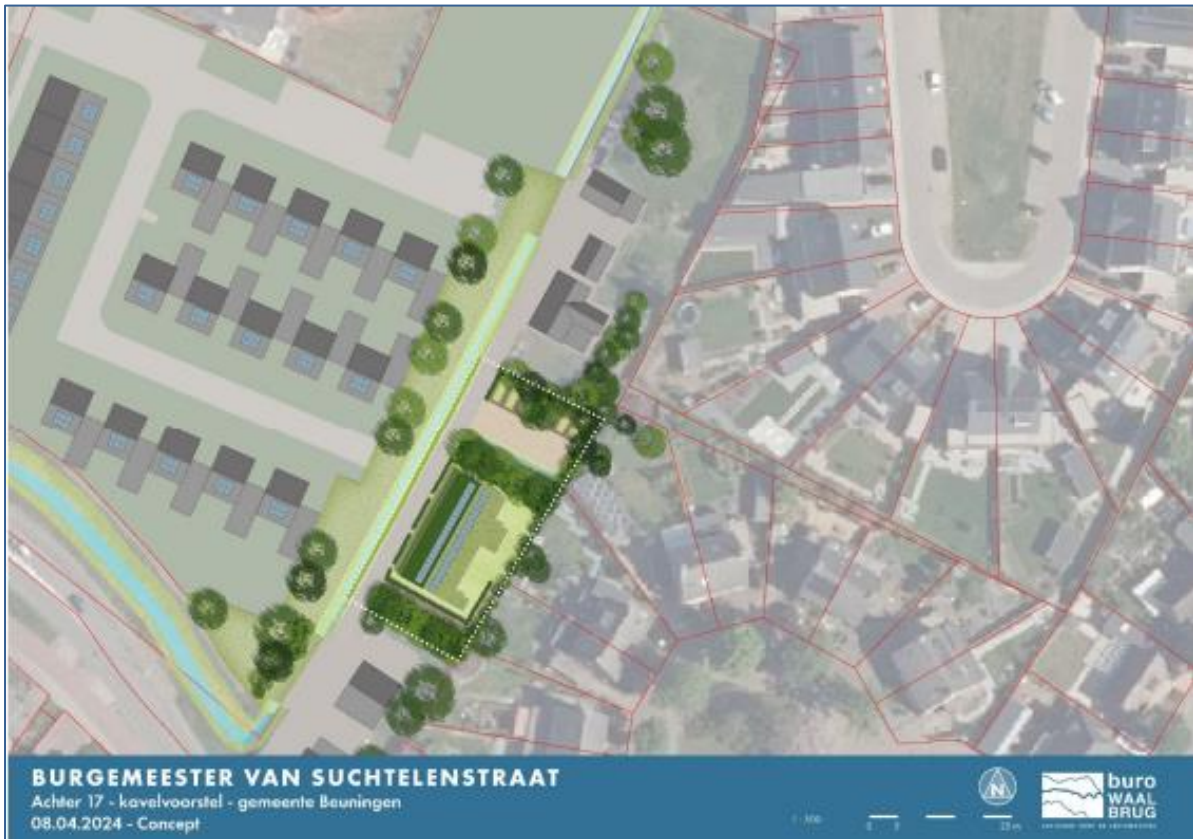 BURGEMEESTER VAN SUCHTELENSTRAAT
Achter 17 - kavelvoorstel - gemeente Beuningen
08.04.2024 - Concept
N
buro
WAAL
BRUG